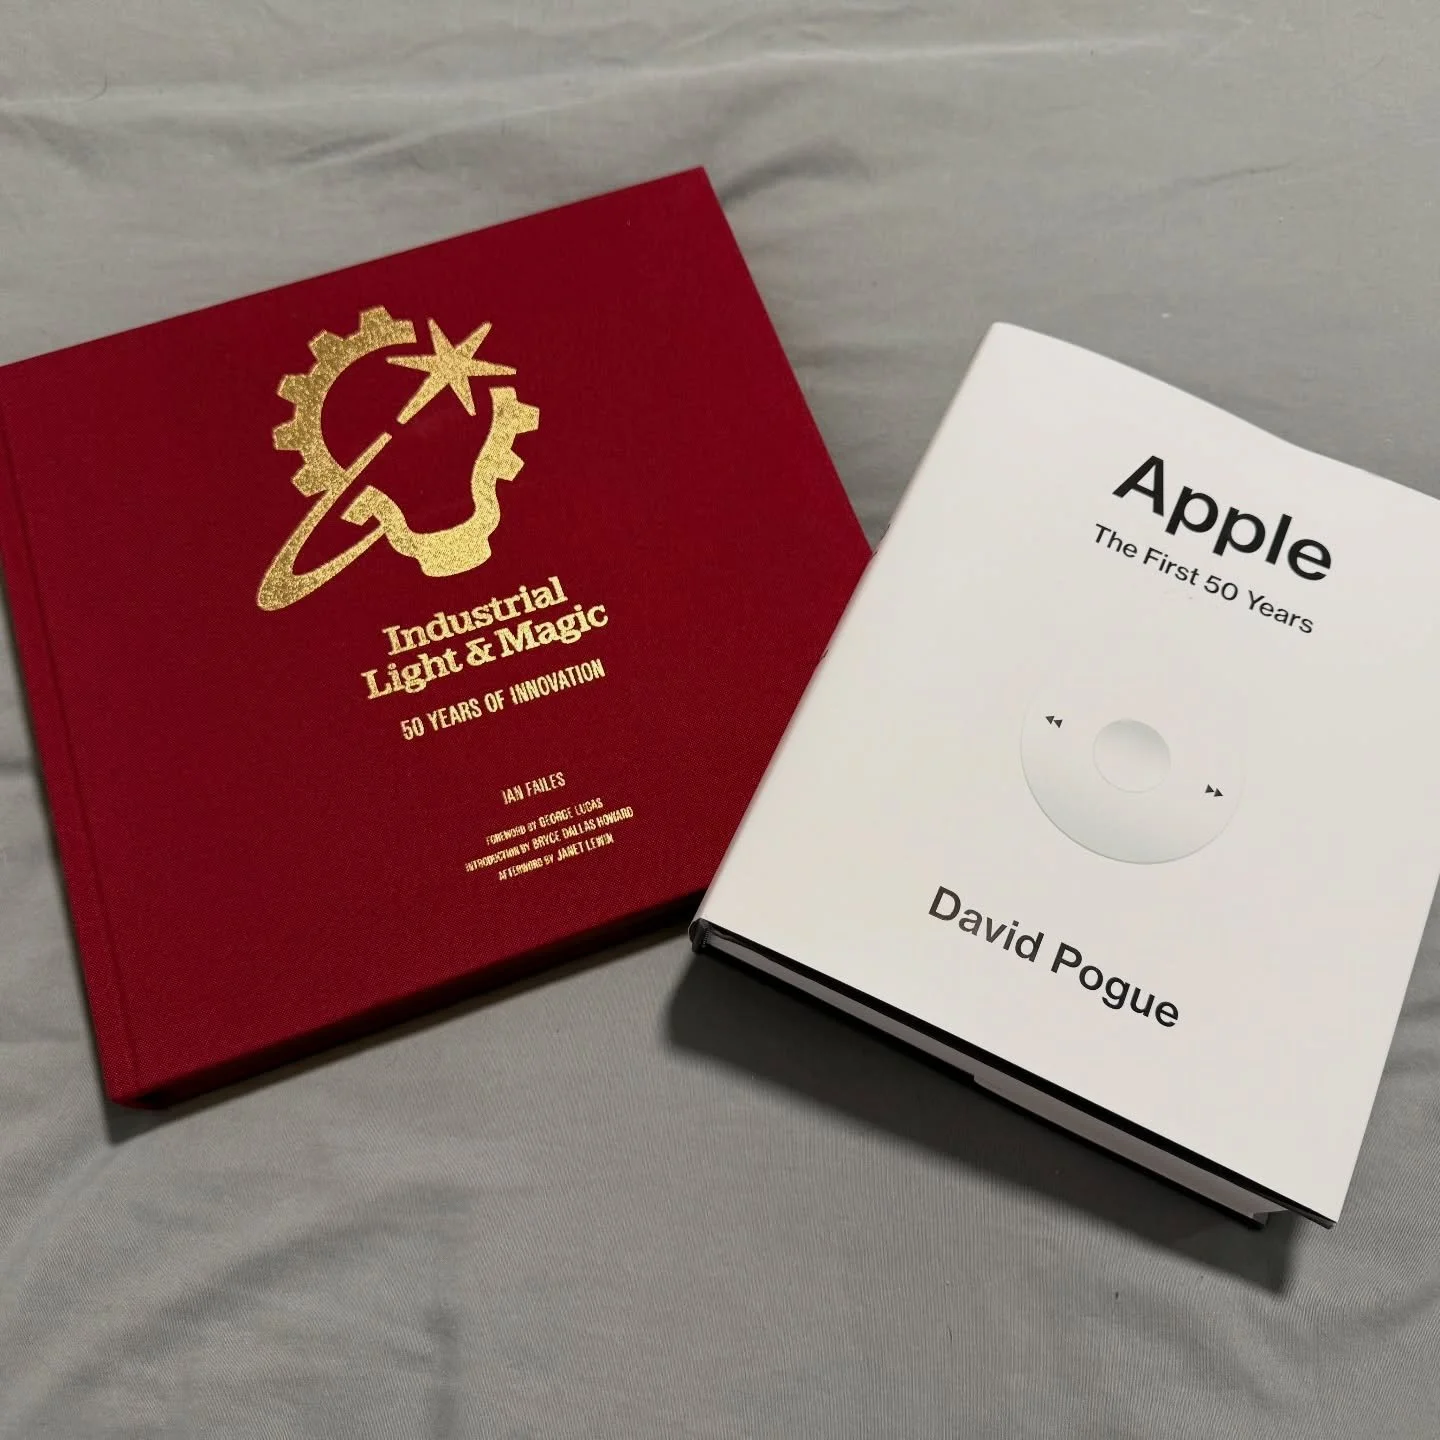 Industrial
Light & Magic
50 YEARS OF INNOVATION
IAN FAILES
FOREWORD BY GEORGE LUCAS
INTRODUCTION BY BRYCE DALLAS HOWARD
AFTERWORD BY JANET LEWIN
Apple
The First 50 Years
David Pogue